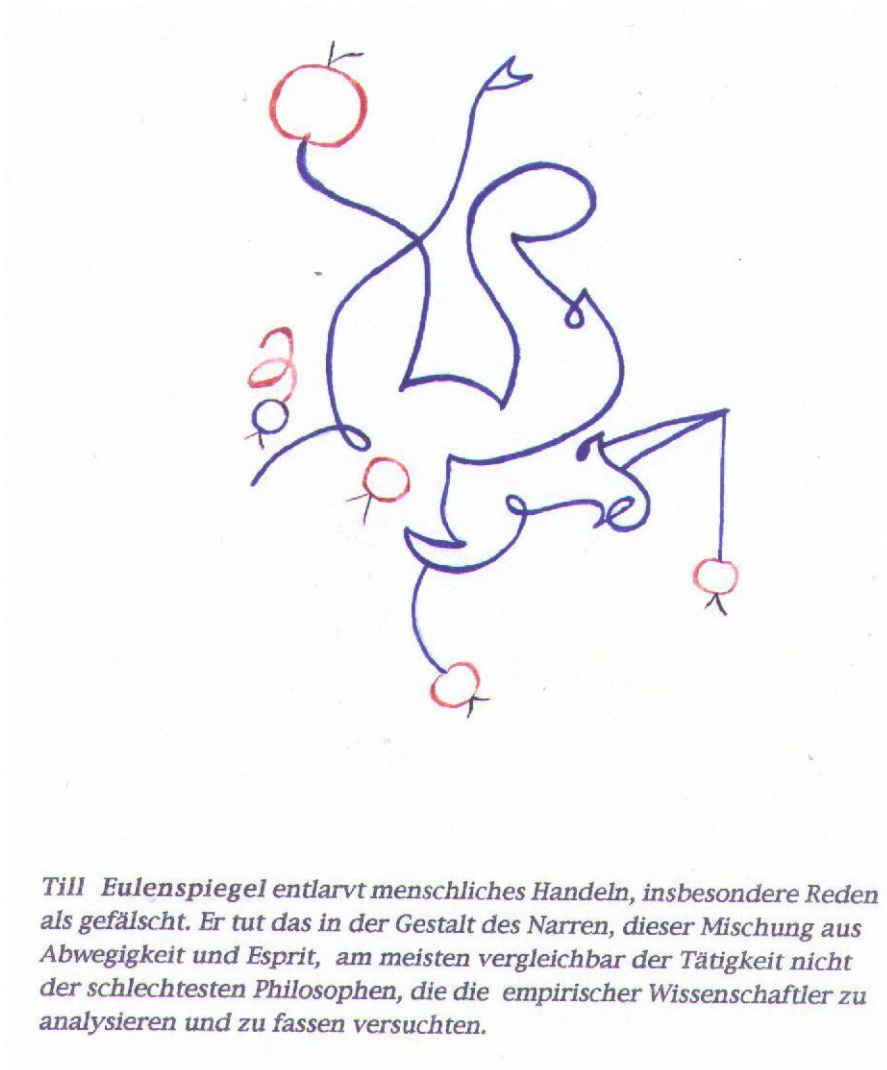 Till Eulenspiegel entlarvt menschliches Handeln, insbesondere Reden
als gefälscht. Er tut das in der Gestalt des Narren, dieser Mischung aus
Abwegigkeit und Esprit, am meisten vergleichbar der Tätigkeit nicht
der schlechtesten Philosophen, die die empirischer Wissenschaftler zu
analysieren und zu fassen versuchten.